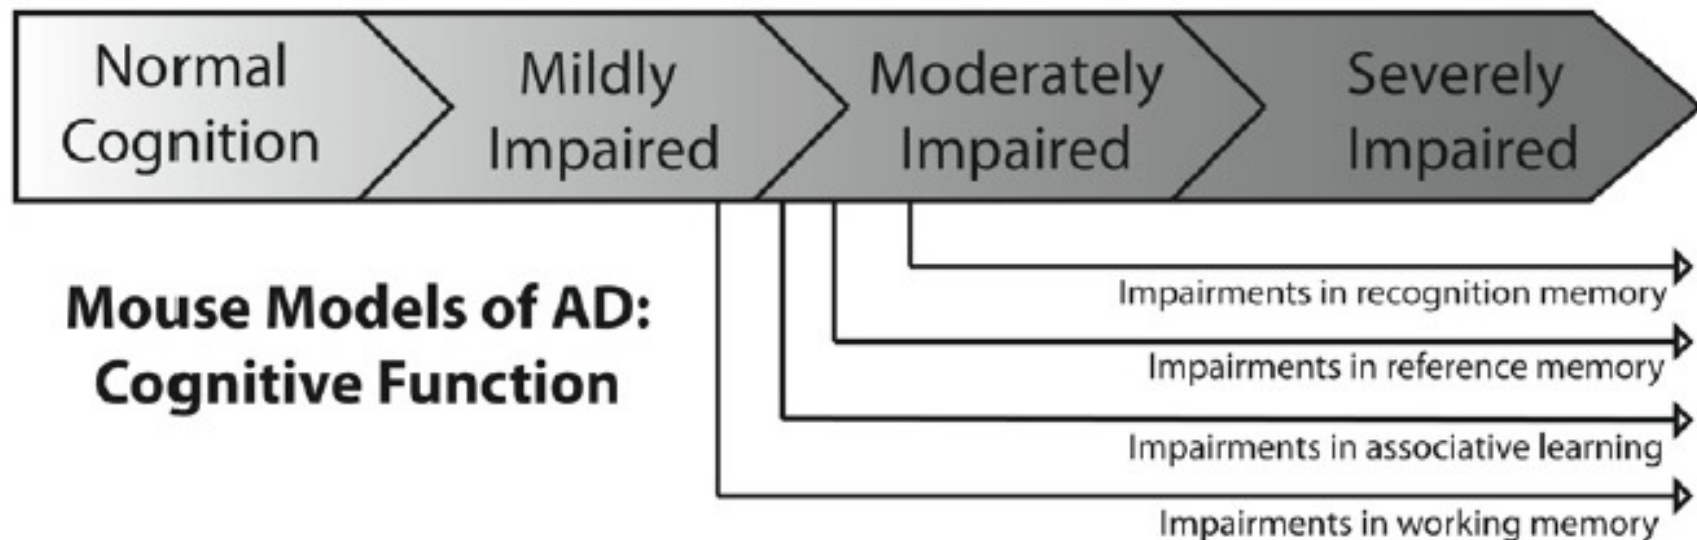 Normal
Cognition
Mildly
Impaired
Moderately
Impaired
Severely
Impaired
Mouse Models of AD:
Cognitive Function
Impairments in recognition memory
Impairments in reference memory
Impairments in associative learning
Impairments in working memory